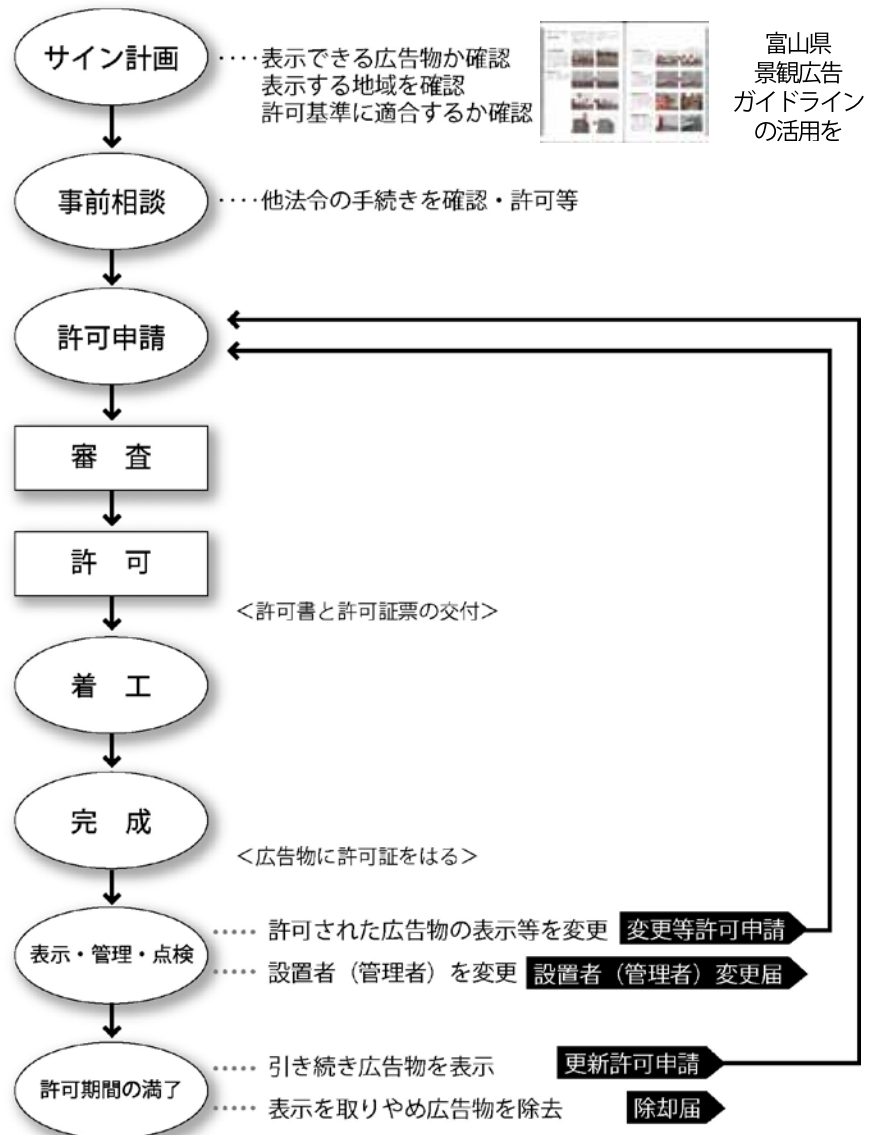 サイン計画
････表示できる広告物か確認
表示する地域を確認
許可基準に適合するか確認
富山県
景観広告
ガイドライン
の活用を
事前相談
････他法令の手続きを確認・許可等
許可申請
審　査
許　可
＜許可書と許可証票の交付＞
着　工
完　成
＜広告物に許可証をはる＞
表示・管理・点検
･････ 許可された広告物の表示等を変更 変更等許可申請
･････ 設置者（管理者）を変更 設置者（管理者）変更届
許可期間の満了
･････ 引き続き広告物を表示 更新許可申請
･････ 表示を取りやめ広告物を除去 除却届